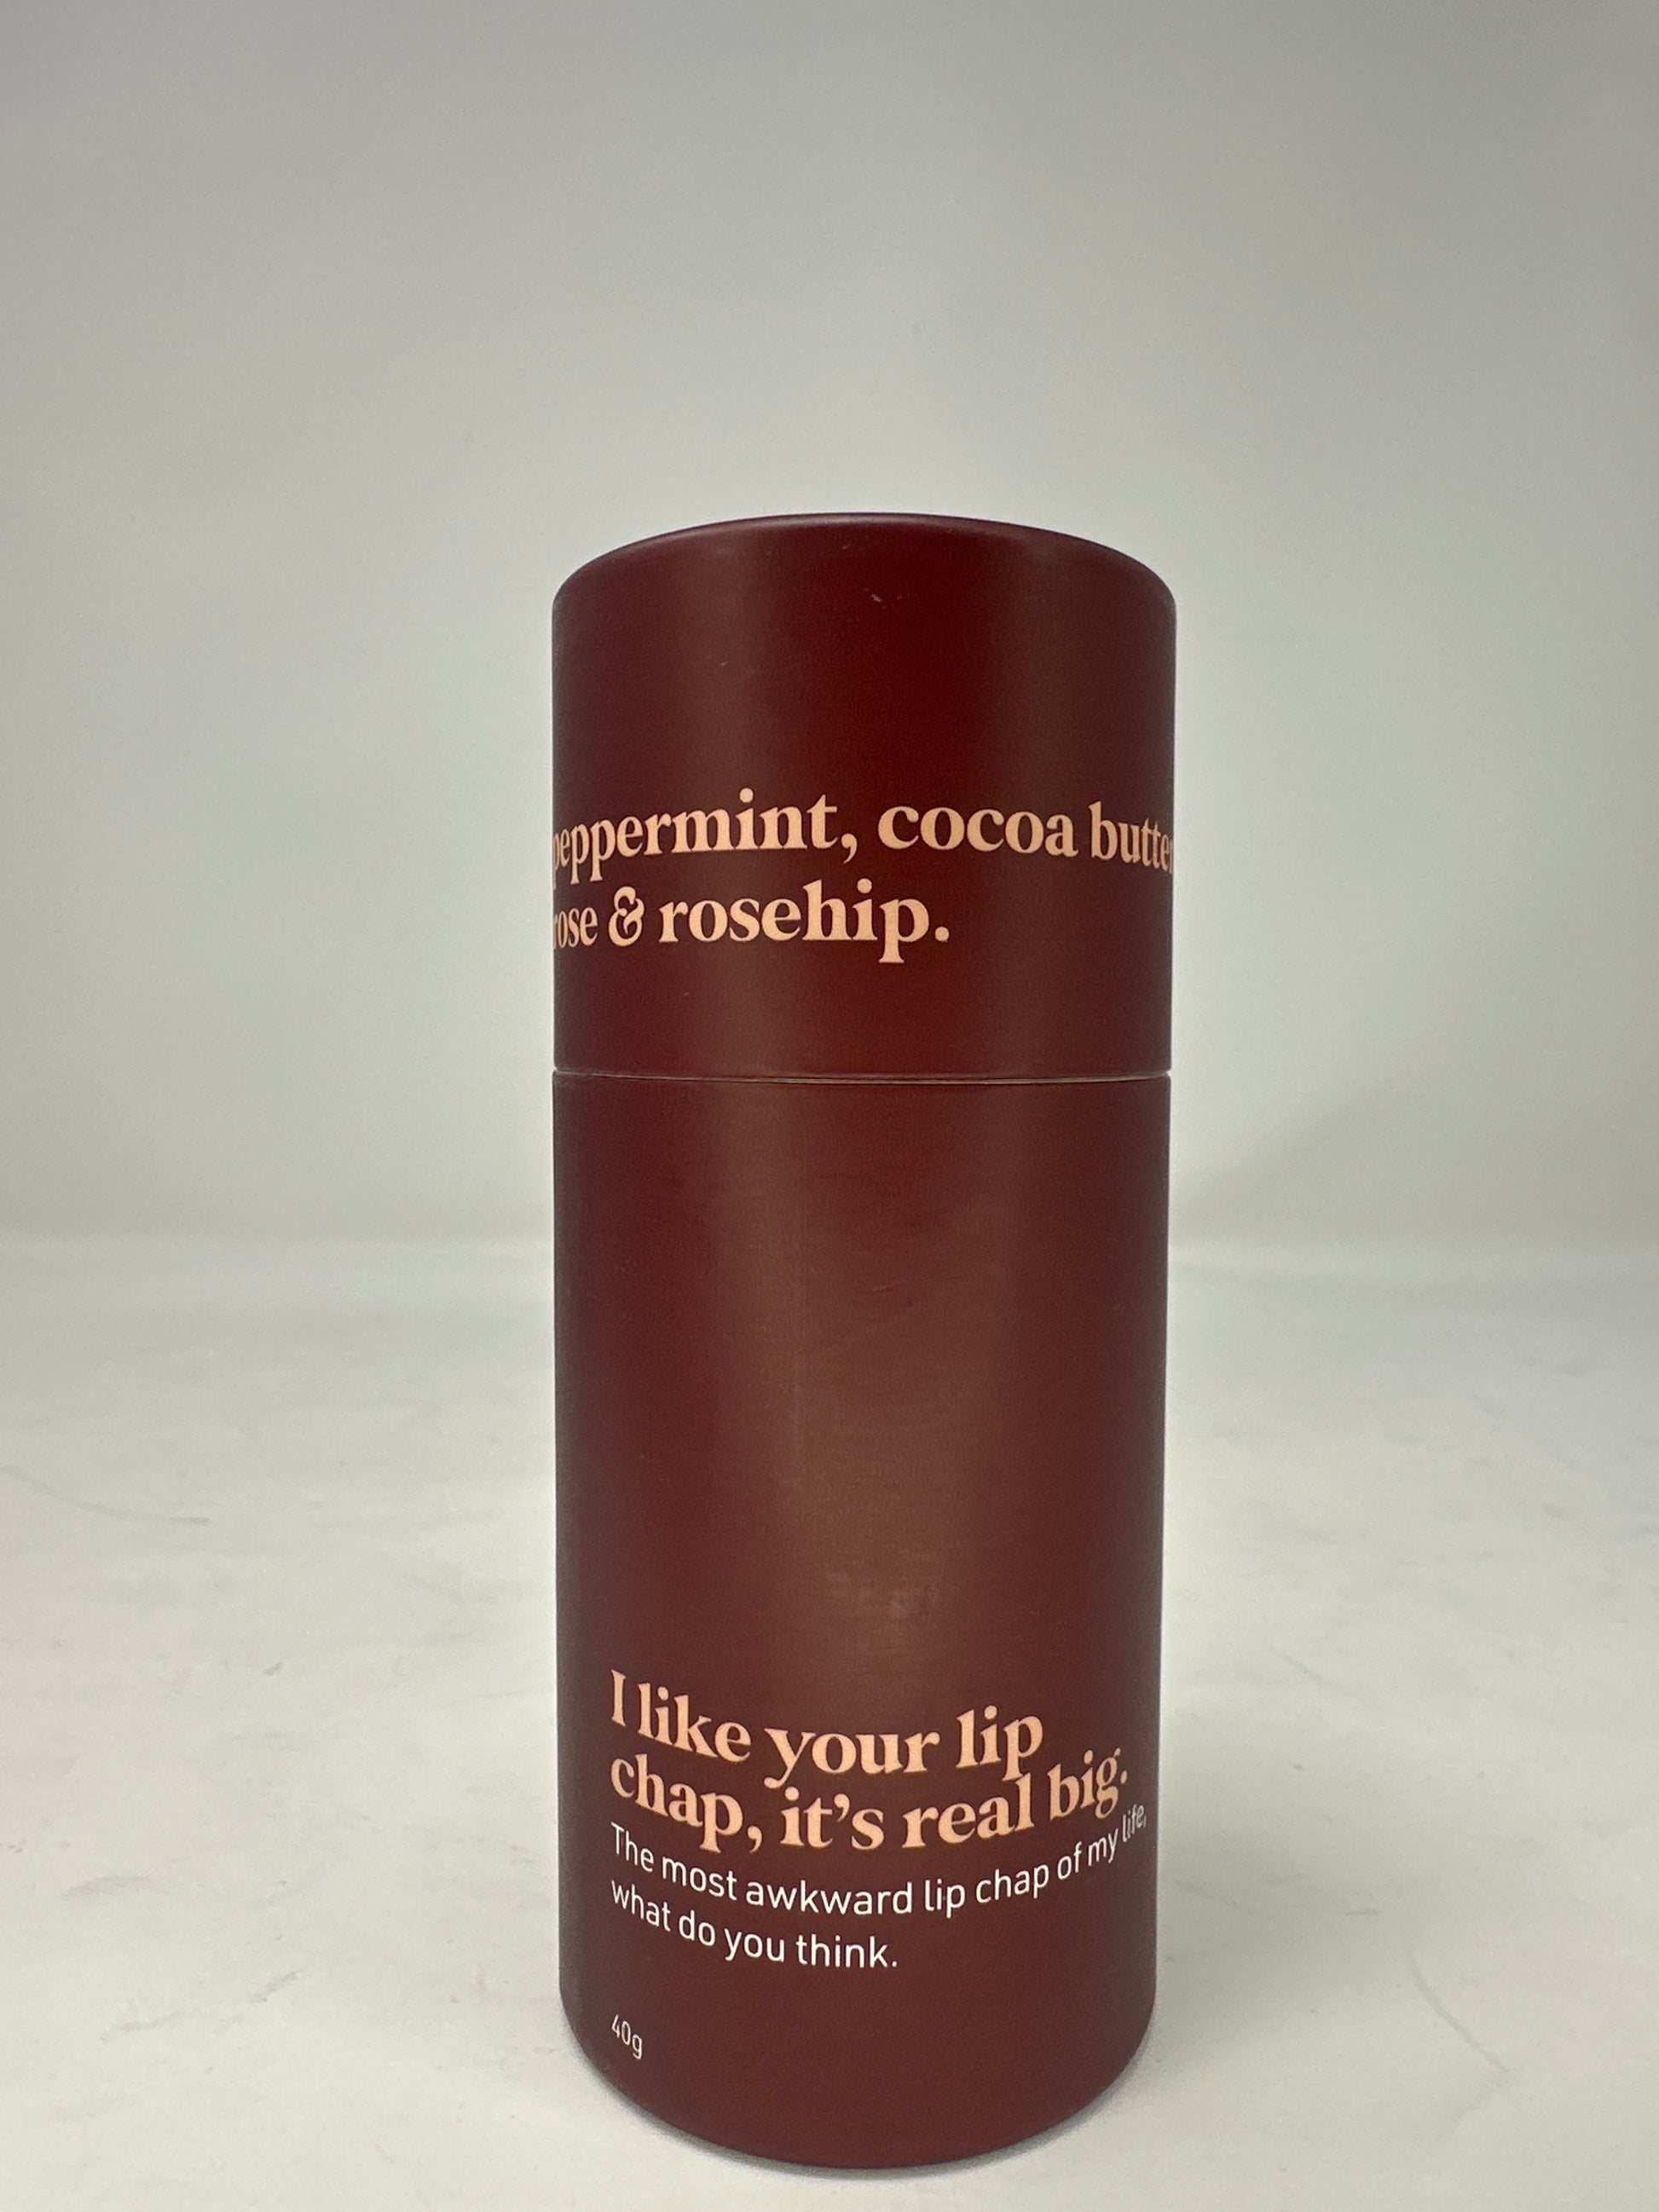 peppermint, cocoa butter
rose & rosehip.
I like your lip
chap, it's real big.
The most awkward lip chap of my life,
what do you think.
40g